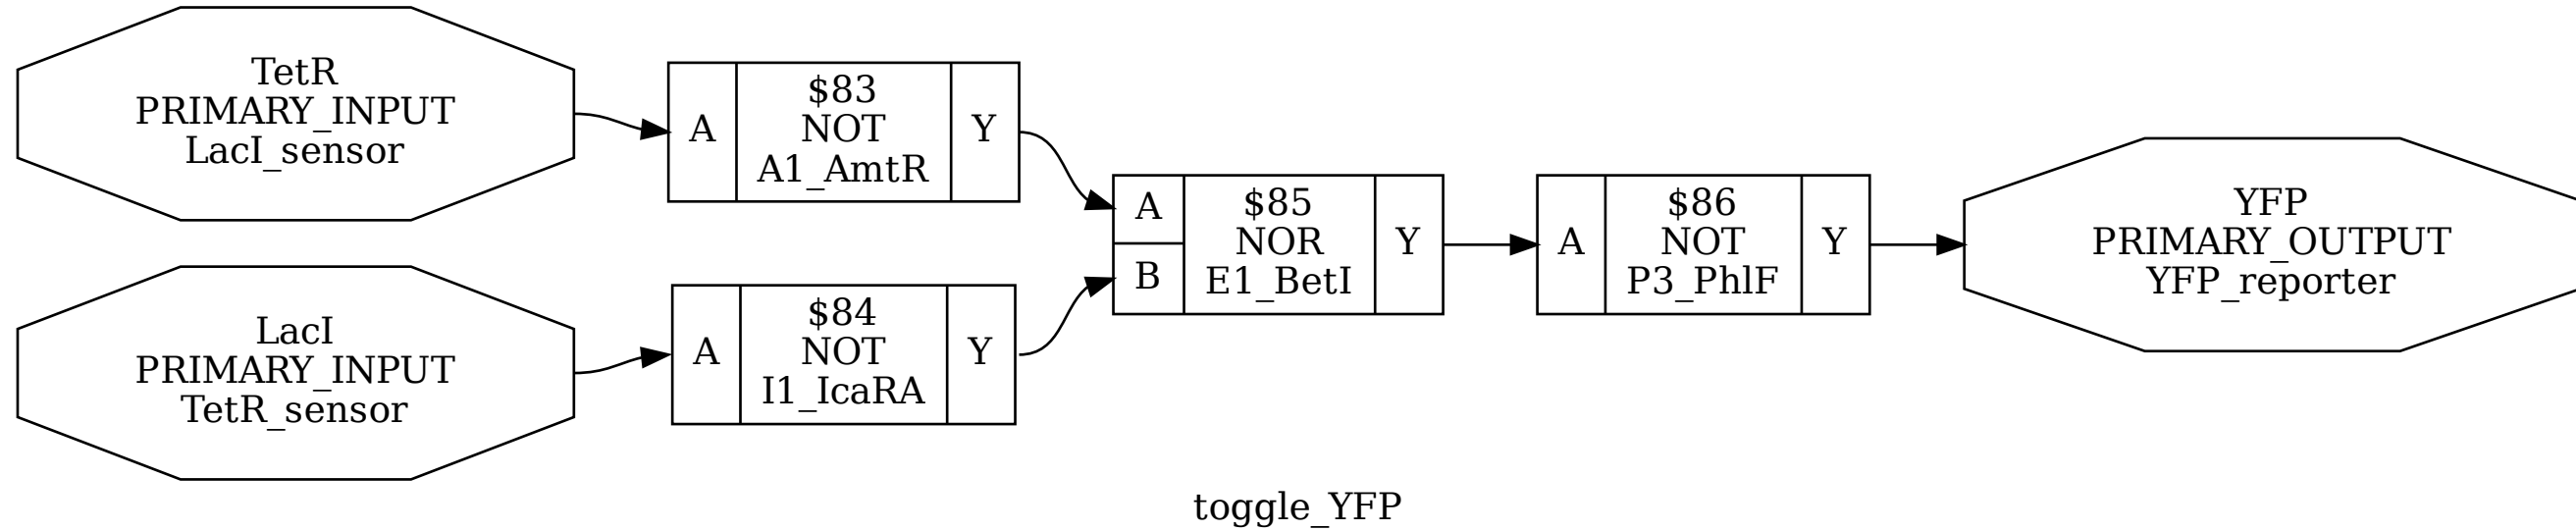 TetR
PRIMARY_INPUT
LacI_sensor
A
$83
NOT
A1_AmtR
Y
LacI
PRIMARY_INPUT
TetR_sensor
A
$84
NOT
I1_IcaRA
Y
A
B
$85
NOR
E1_BetI
Y
A
$86
NOT
P3_PhlF
Y
YFP
PRIMARY_OUTPUT
YFP_reporter
toggle_YFP